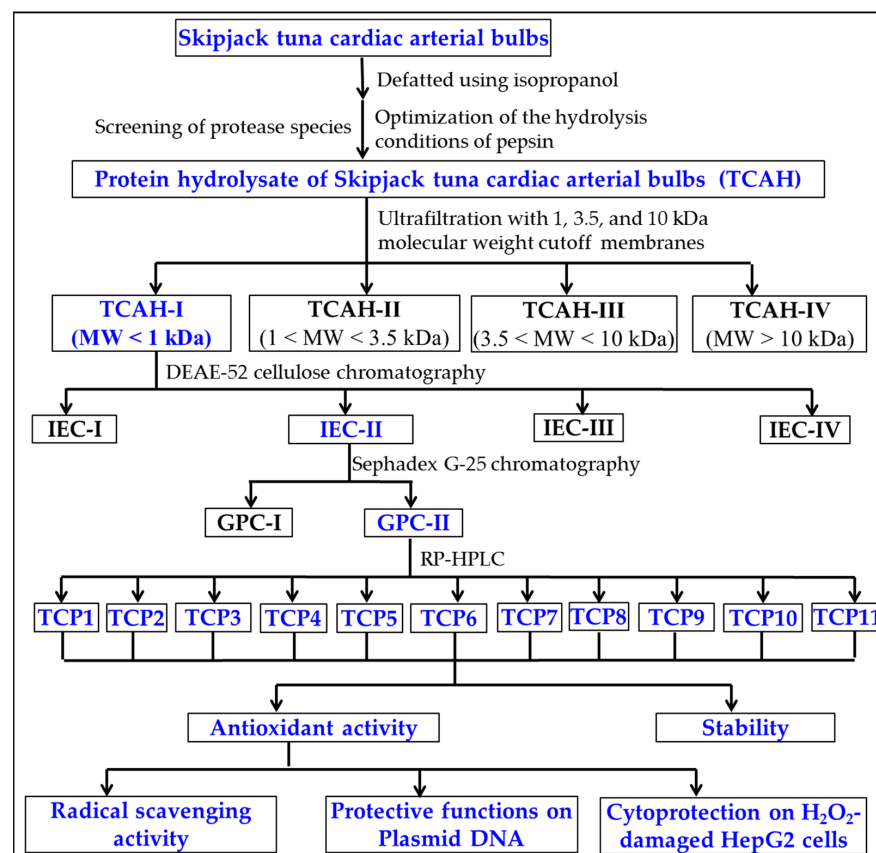 Skipjack tuna cardiac arterial bulbs
Defatted using isopropanol
Screening of protease species
Optimization of the hydrolysis
conditions of pepsin
Protein hydrolysate of Skipjack tuna cardiac arterial bulbs (TCAH)
Ultrafiltration with 1, 3.5, and 10 kDa
molecular weight cutoff membranes
TCAH-I
(MW < 1 kDa)
TCAH-II
(1 < MW < 3.5 kDa)
TCAH-III
(3.5 < MW < 10 kDa)
TCAH-IV
(MW > 10 kDa)
DEAE-52 cellulose chromatography
IEC-I
IEC-II
IEC-III
IEC-IV
Sephadex G-25 chromatography
GPC-I
GPC-II
RP-HPLC
TCP1
TCP2
TCP3
TCP4
TCP5
TCP6
TCP7
TCP8
TCP9
TCP10
TCP11
Antioxidant activity
Stability
Radical scavenging
activity
Protective functions on
Plasmid DNA
Cytoprotection on H₂O₂-
damaged HepG2 cells